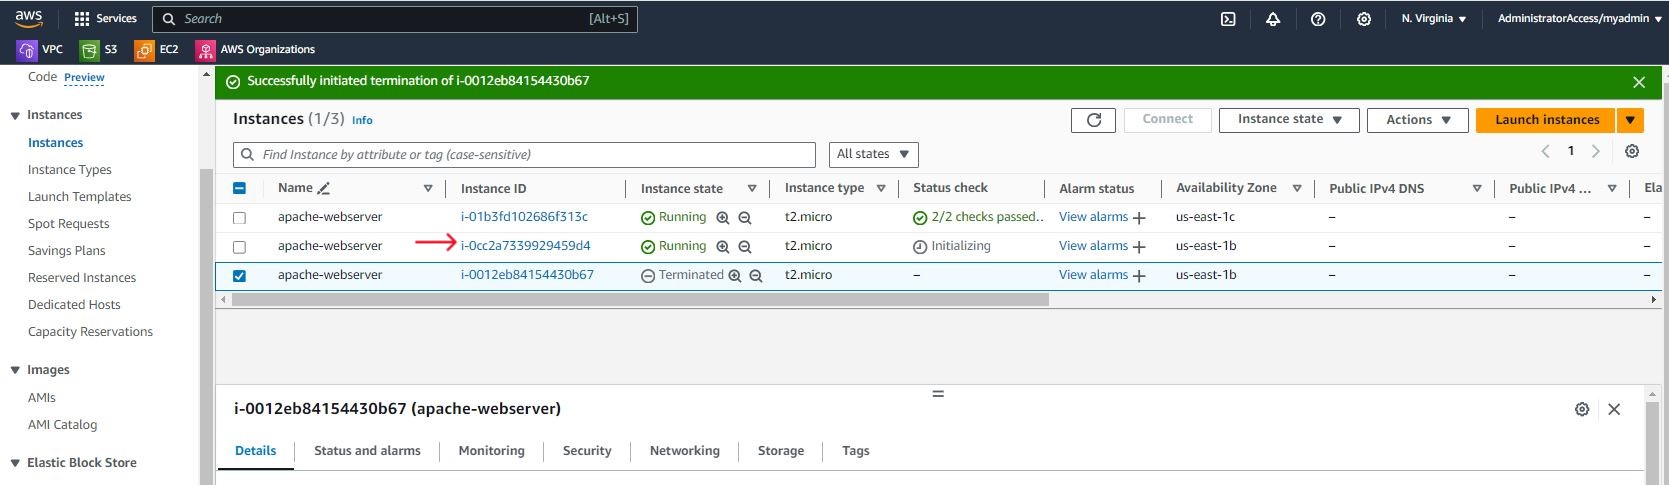 aws Services Search [Alt+S] N. Virginia AdministratorAccess/myadmin
VPC S3 EC2 AWS Organizations
Code Preview
Instances
Instances
Instance Types
Launch Templates
Spot Requests
Savings Plans
Reserved Instances
Dedicated Hosts
Capacity Reservations
Images
AMIs
AMI Catalog
Elastic Block Store
Successfully initiated termination of i-0012eb84154430b67
Instances (1/3) Info Connect Instance state Actions Launch instances
Find Instance by attribute or tag (case-sensitive) All states 1
Name Instance ID Instance state Instance type Status check Alarm status Availability Zone Public IPv4 DNS Public IPv4 ... Ela
apache-webserver i-01b3fd102686f313c Running t2.micro 2/2 checks passed.. View alarms + us-east-1c – – –
apache-webserver i-0cc2a7339929459d4 Running t2.micro Initializing View alarms + us-east-1b – – –
apache-webserver i-0012eb84154430b67 Terminated t2.micro – View alarms + us-east-1b – – –
i-0012eb84154430b67 (apache-webserver)
Details Status and alarms Monitoring Security Networking Storage Tags